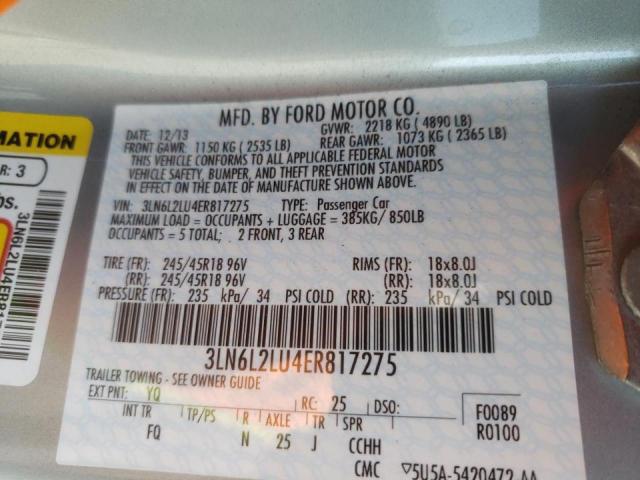 MFD. BY FORD MOTOR CO.
DATE: 12/13 GVWR: 2218 KG ( 4890 LB)
FRONT GAWR: 1150 KG ( 2535 LB) REAR GAWR: 1073 KG ( 2365 LB)
THIS VEHICLE CONFORMS TO ALL APPLICABLE FEDERAL MOTOR
VEHICLE SAFETY, BUMPER, AND THEFT PREVENTION STANDARDS
IN EFFECT ON THE DATE OF MANUFACTURE SHOWN ABOVE.
VIN: 3LN6L2LU4ER817275 TYPE: Passenger Car
MAXIMUM LOAD = OCCUPANTS + LUGGAGE = 385KG/ 850LB
OCCUPANTS = 5 TOTAL; 2 FRONT, 3 REAR
TIRE (FR): 245/45R18 96V RIMS (FR): 18x8.0J
(RR): 245/45R18 96V (RR): 18x8.0J
PRESSURE (FR): 235 kPa/ 34 PSI COLD (RR): 235 kPa/ 34 PSI COLD
3LN6L2LU4ER817275
TRAILER TOWING - SEE OWNER GUIDE
EXT PNT: YQ RC: 25 DSO:
INT TR TP/PS R AXLE TR SPR
FQ N 25 J CCHH
F0089
R0100
CMC 5U5A-5420472
MATION
R: 3
bs.
3LN6L2LU4ER817